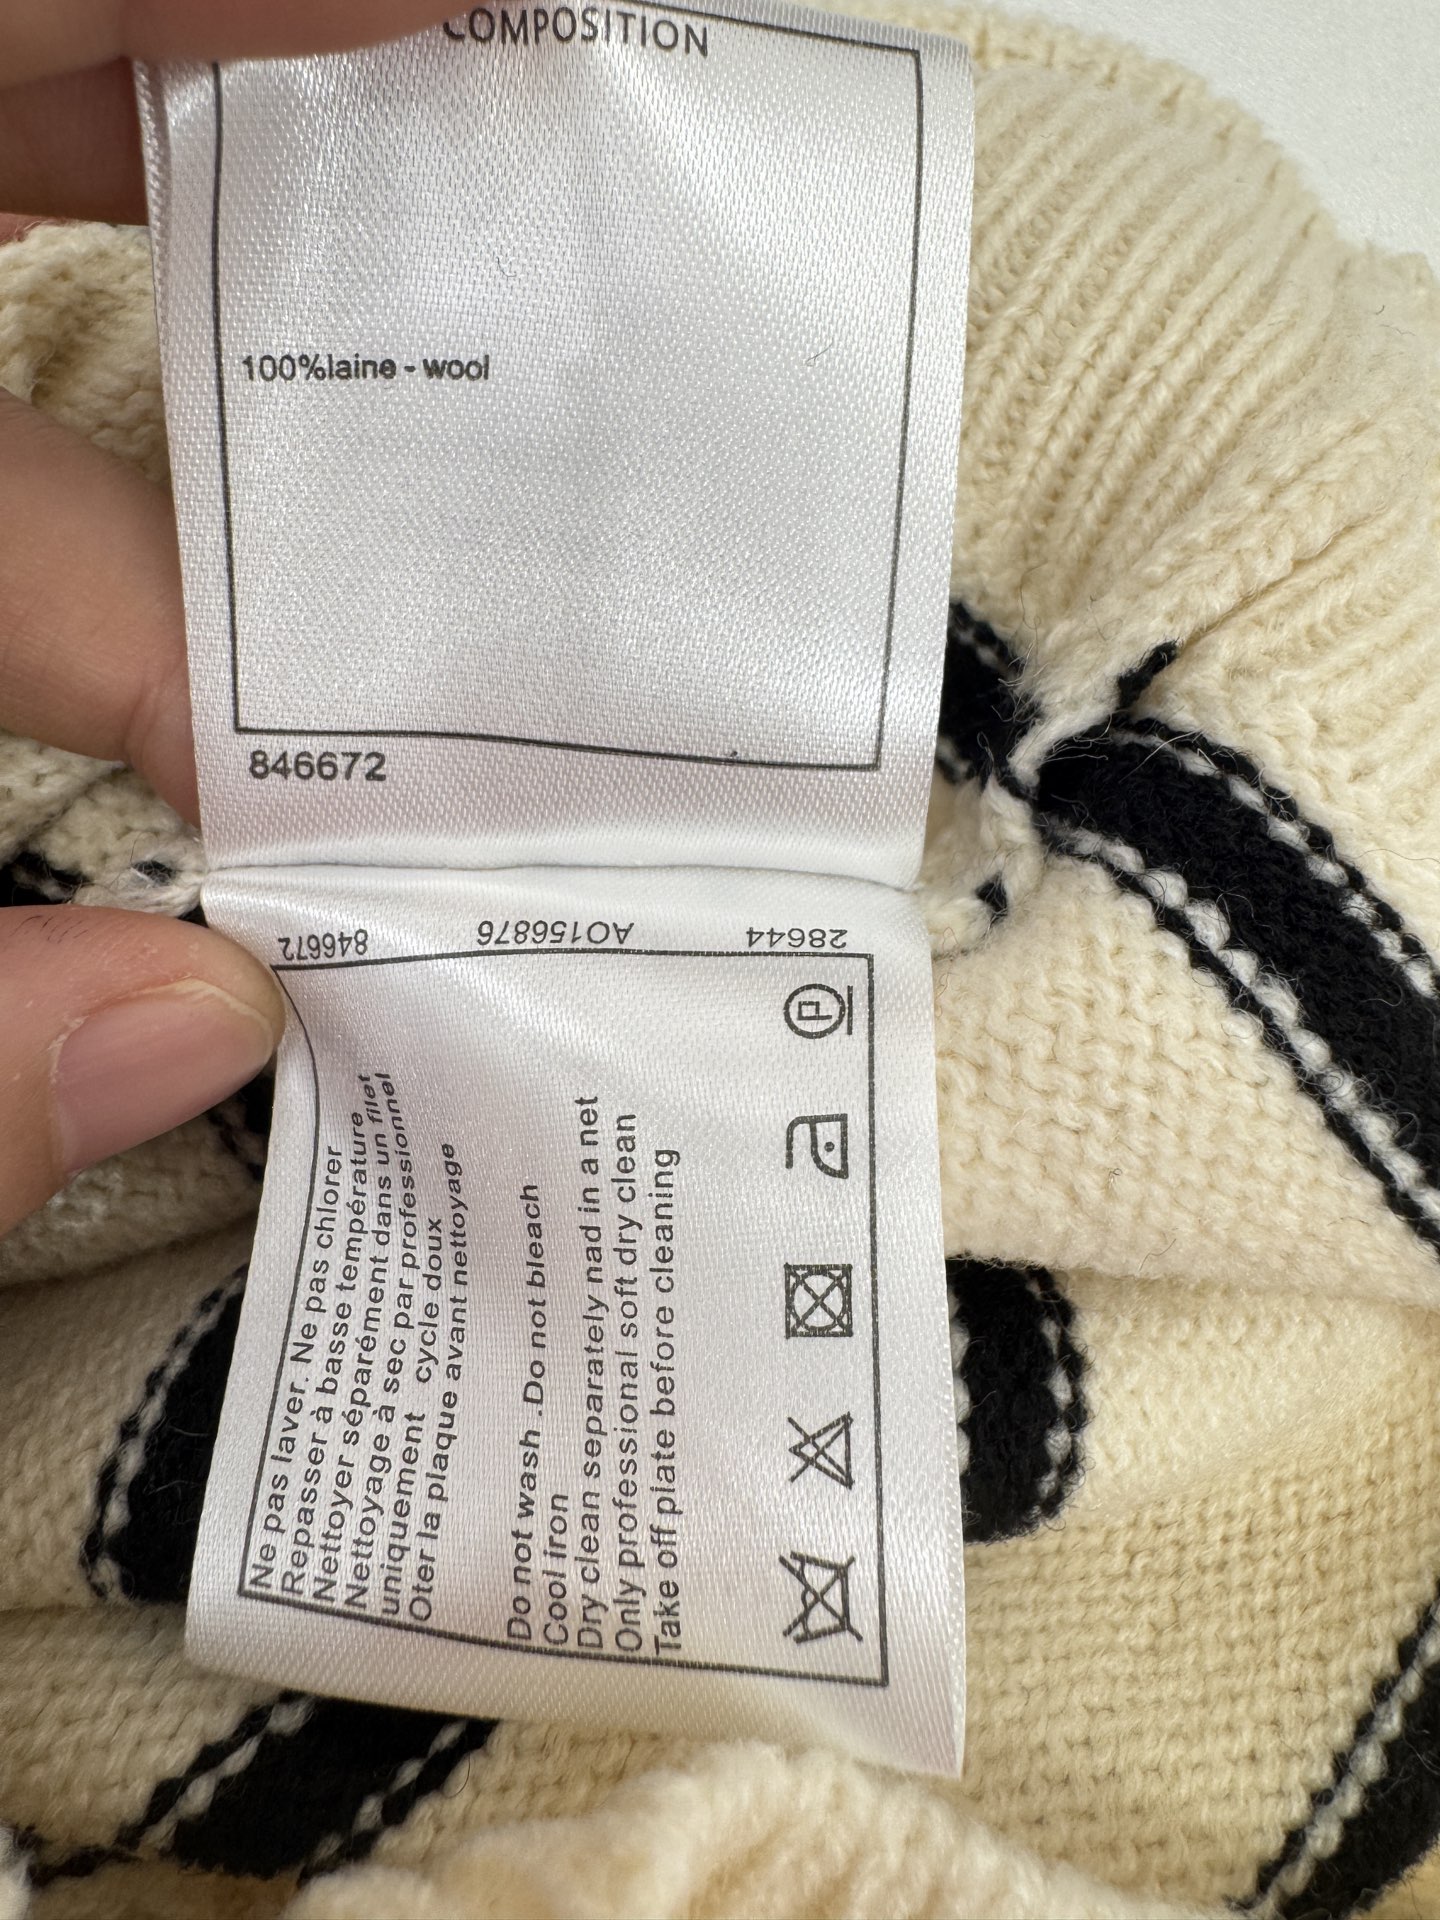 COMPOSITION
100%laine - wool
846672
846672 AO156876 28644
Ne pas laver. Ne pas chlorer
Repasser à basse température
Nettoyer séparément dans un filet
Nettoyage à sec par professionnel
uniquement cycle doux
Oter la plaque avant nettoyage
Do not wash .Do not bleach
Cool iron
Dry clean separately nad in a net
Only professional soft dry clean
Take off plate before cleaning
P